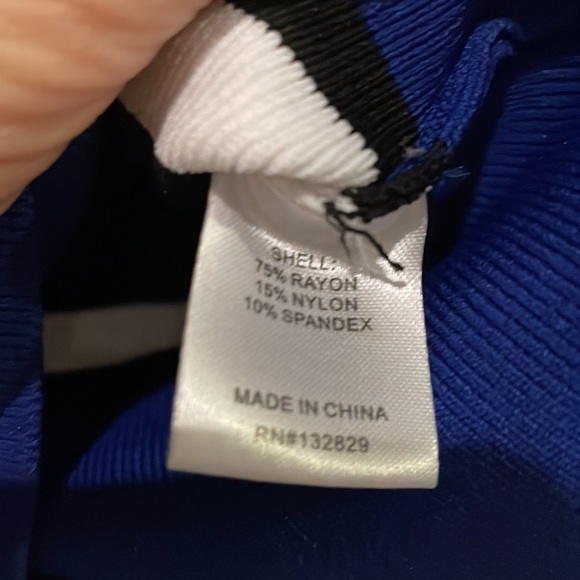 SHELL:
75% RAYON
15% NYLON
10% SPANDEX
MADE IN CHINA
RN#132829